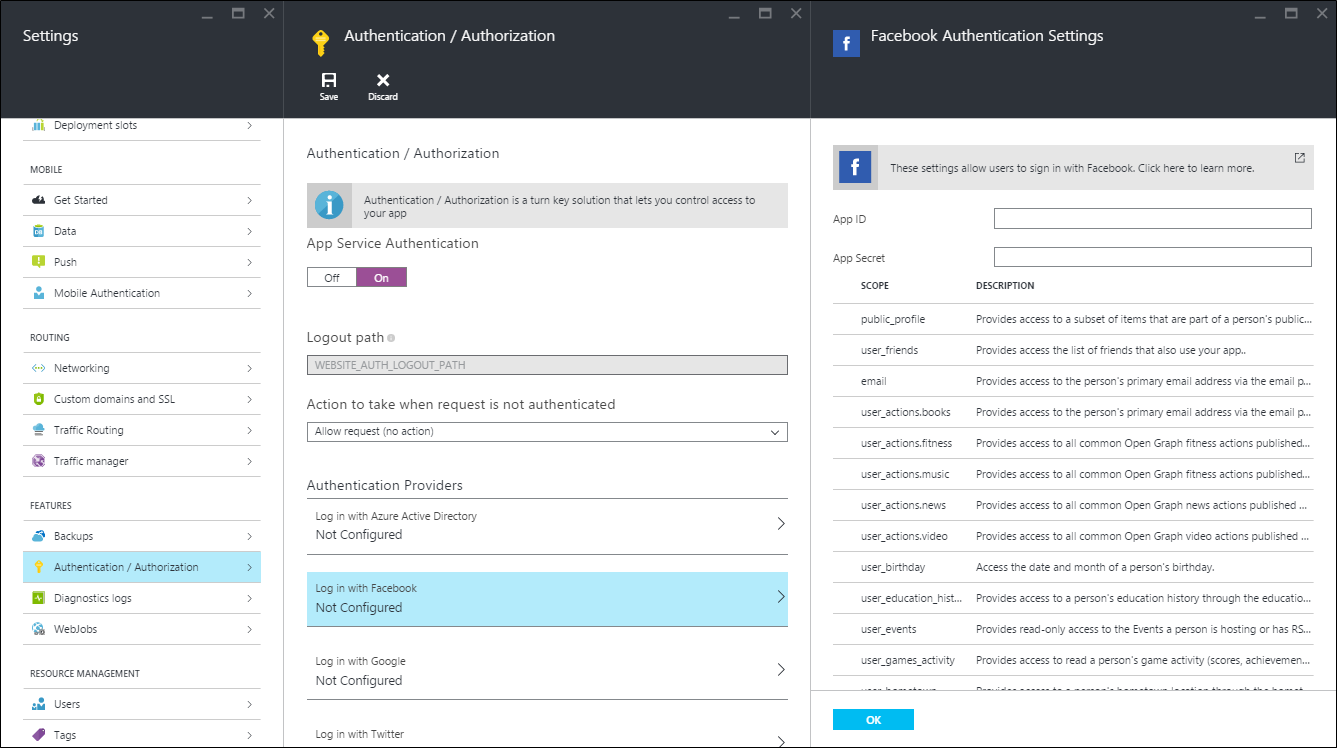 Settings
Deployment slots
MOBILE
Get Started
Data
Push
Mobile Authentication
ROUTING
Networking
Custom domains and SSL
Traffic Routing
Traffic manager
FEATURES
Backups
Authentication / Authorization
Diagnostics logs
WebJobs
RESOURCE MANAGEMENT
Users
Tags
Authentication / Authorization
Save
Discard
Authentication / Authorization
Authentication / Authorization is a turn key solution that lets you control access to
your app
App Service Authentication
Off
On
Logout path
WEBSITE_AUTH_LOGOUT_PATH
Action to take when request is not authenticated
Allow request (no action)
Authentication Providers
Log in with Azure Active Directory
Not Configured
Log in with Facebook
Not Configured
Log in with Google
Not Configured
Log in with Twitter
Facebook Authentication Settings
These settings allow users to sign in with Facebook. Click here to learn more.
App ID
App Secret
SCOPE DESCRIPTION
public_profile Provides access to a subset of items that are part of a person's public...
user_friends Provides access the list of friends that also use your app..
email Provides access to the person's primary email address via the email p...
user_actions.books Provides access to the person's primary email address via the email p...
user_actions.fitness Provides access to all common Open Graph fitness actions published...
user_actions.music Provides access to all common Open Graph fitness actions published...
user_actions.news Provides access to all common Open Graph news actions published ...
user_actions.video Provides access to all common Open Graph video actions published ...
user_birthday Access the date and month of a person's birthday.
user_education_hist... Provides access to a person's education history through the educatio...
user_events Provides read-only access to the Events a person is hosting or has RS...
user_games_activity Provides access to read a person's game activity (scores, achievemen...
user_hometown Provides access to a person's hometown location through the homet...
OK